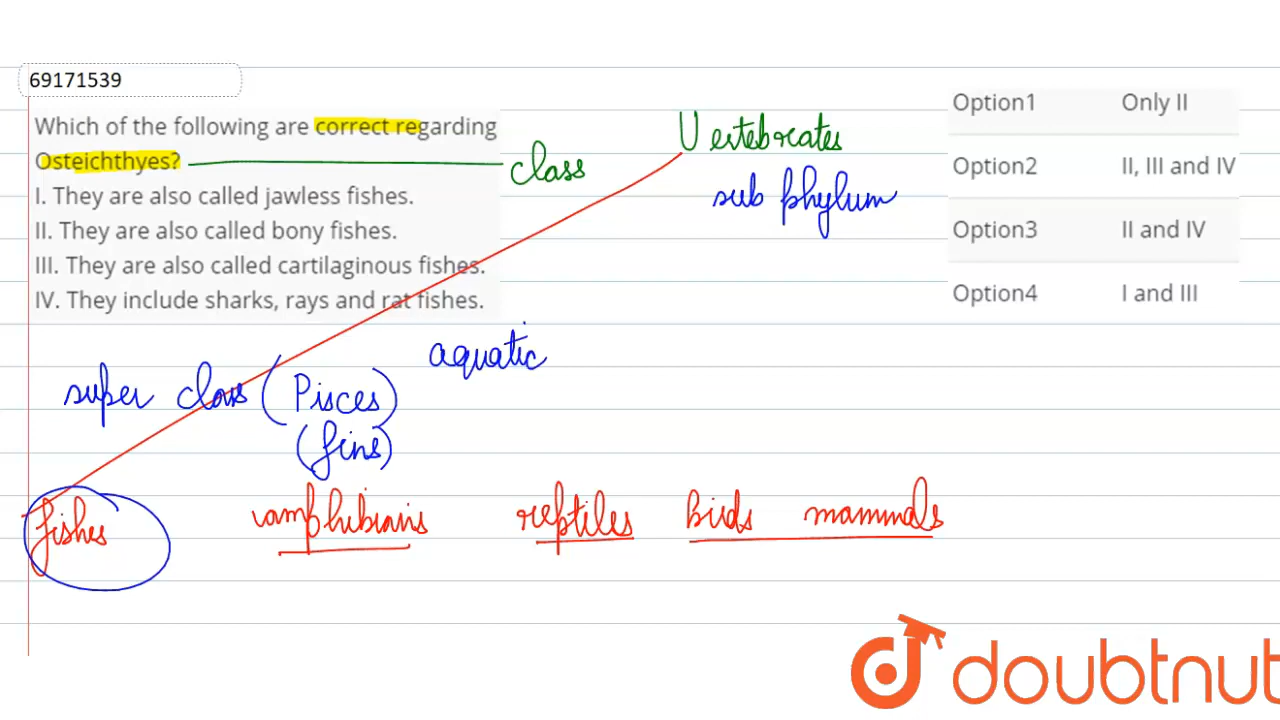 69171539
Which of the following are correct regarding
Osteichthyes?
I. They are also called jawless fishes.
II. They are also called bony fishes.
III. They are also called cartilaginous fishes.
IV. They include sharks, rays and rat fishes.
class
Vertebrates
sub phylum
Option1 Only II
Option2 II, III and IV
Option3 II and IV
Option4 I and III
aquatic
super class (Pisces)
(fins)
fishes amphibians reptiles Birds mammals
doubtnut